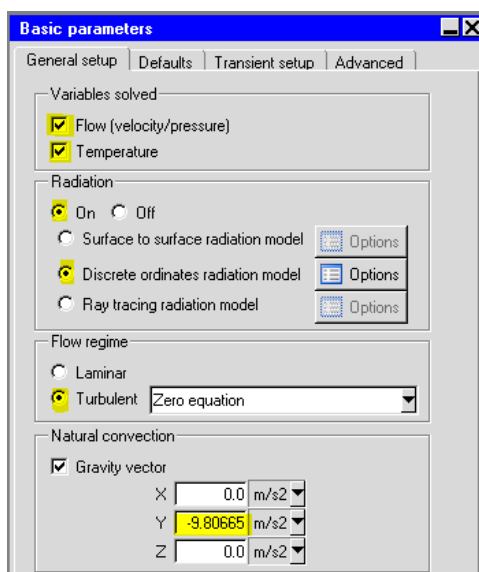 Basic parameters
General setup Defaults Transient setup Advanced
Variables solved
Flow (velocity/pressure)
Temperature
Radiation
On Off
Surface to surface radiation model Options
Discrete ordinates radiation model Options
Ray tracing radiation model Options
Flow regime
Laminar
Turbulent Zero equation
Natural convection
Gravity vector
X 0.0 m/s2
Y -9.80665 m/s2
Z 0.0 m/s2